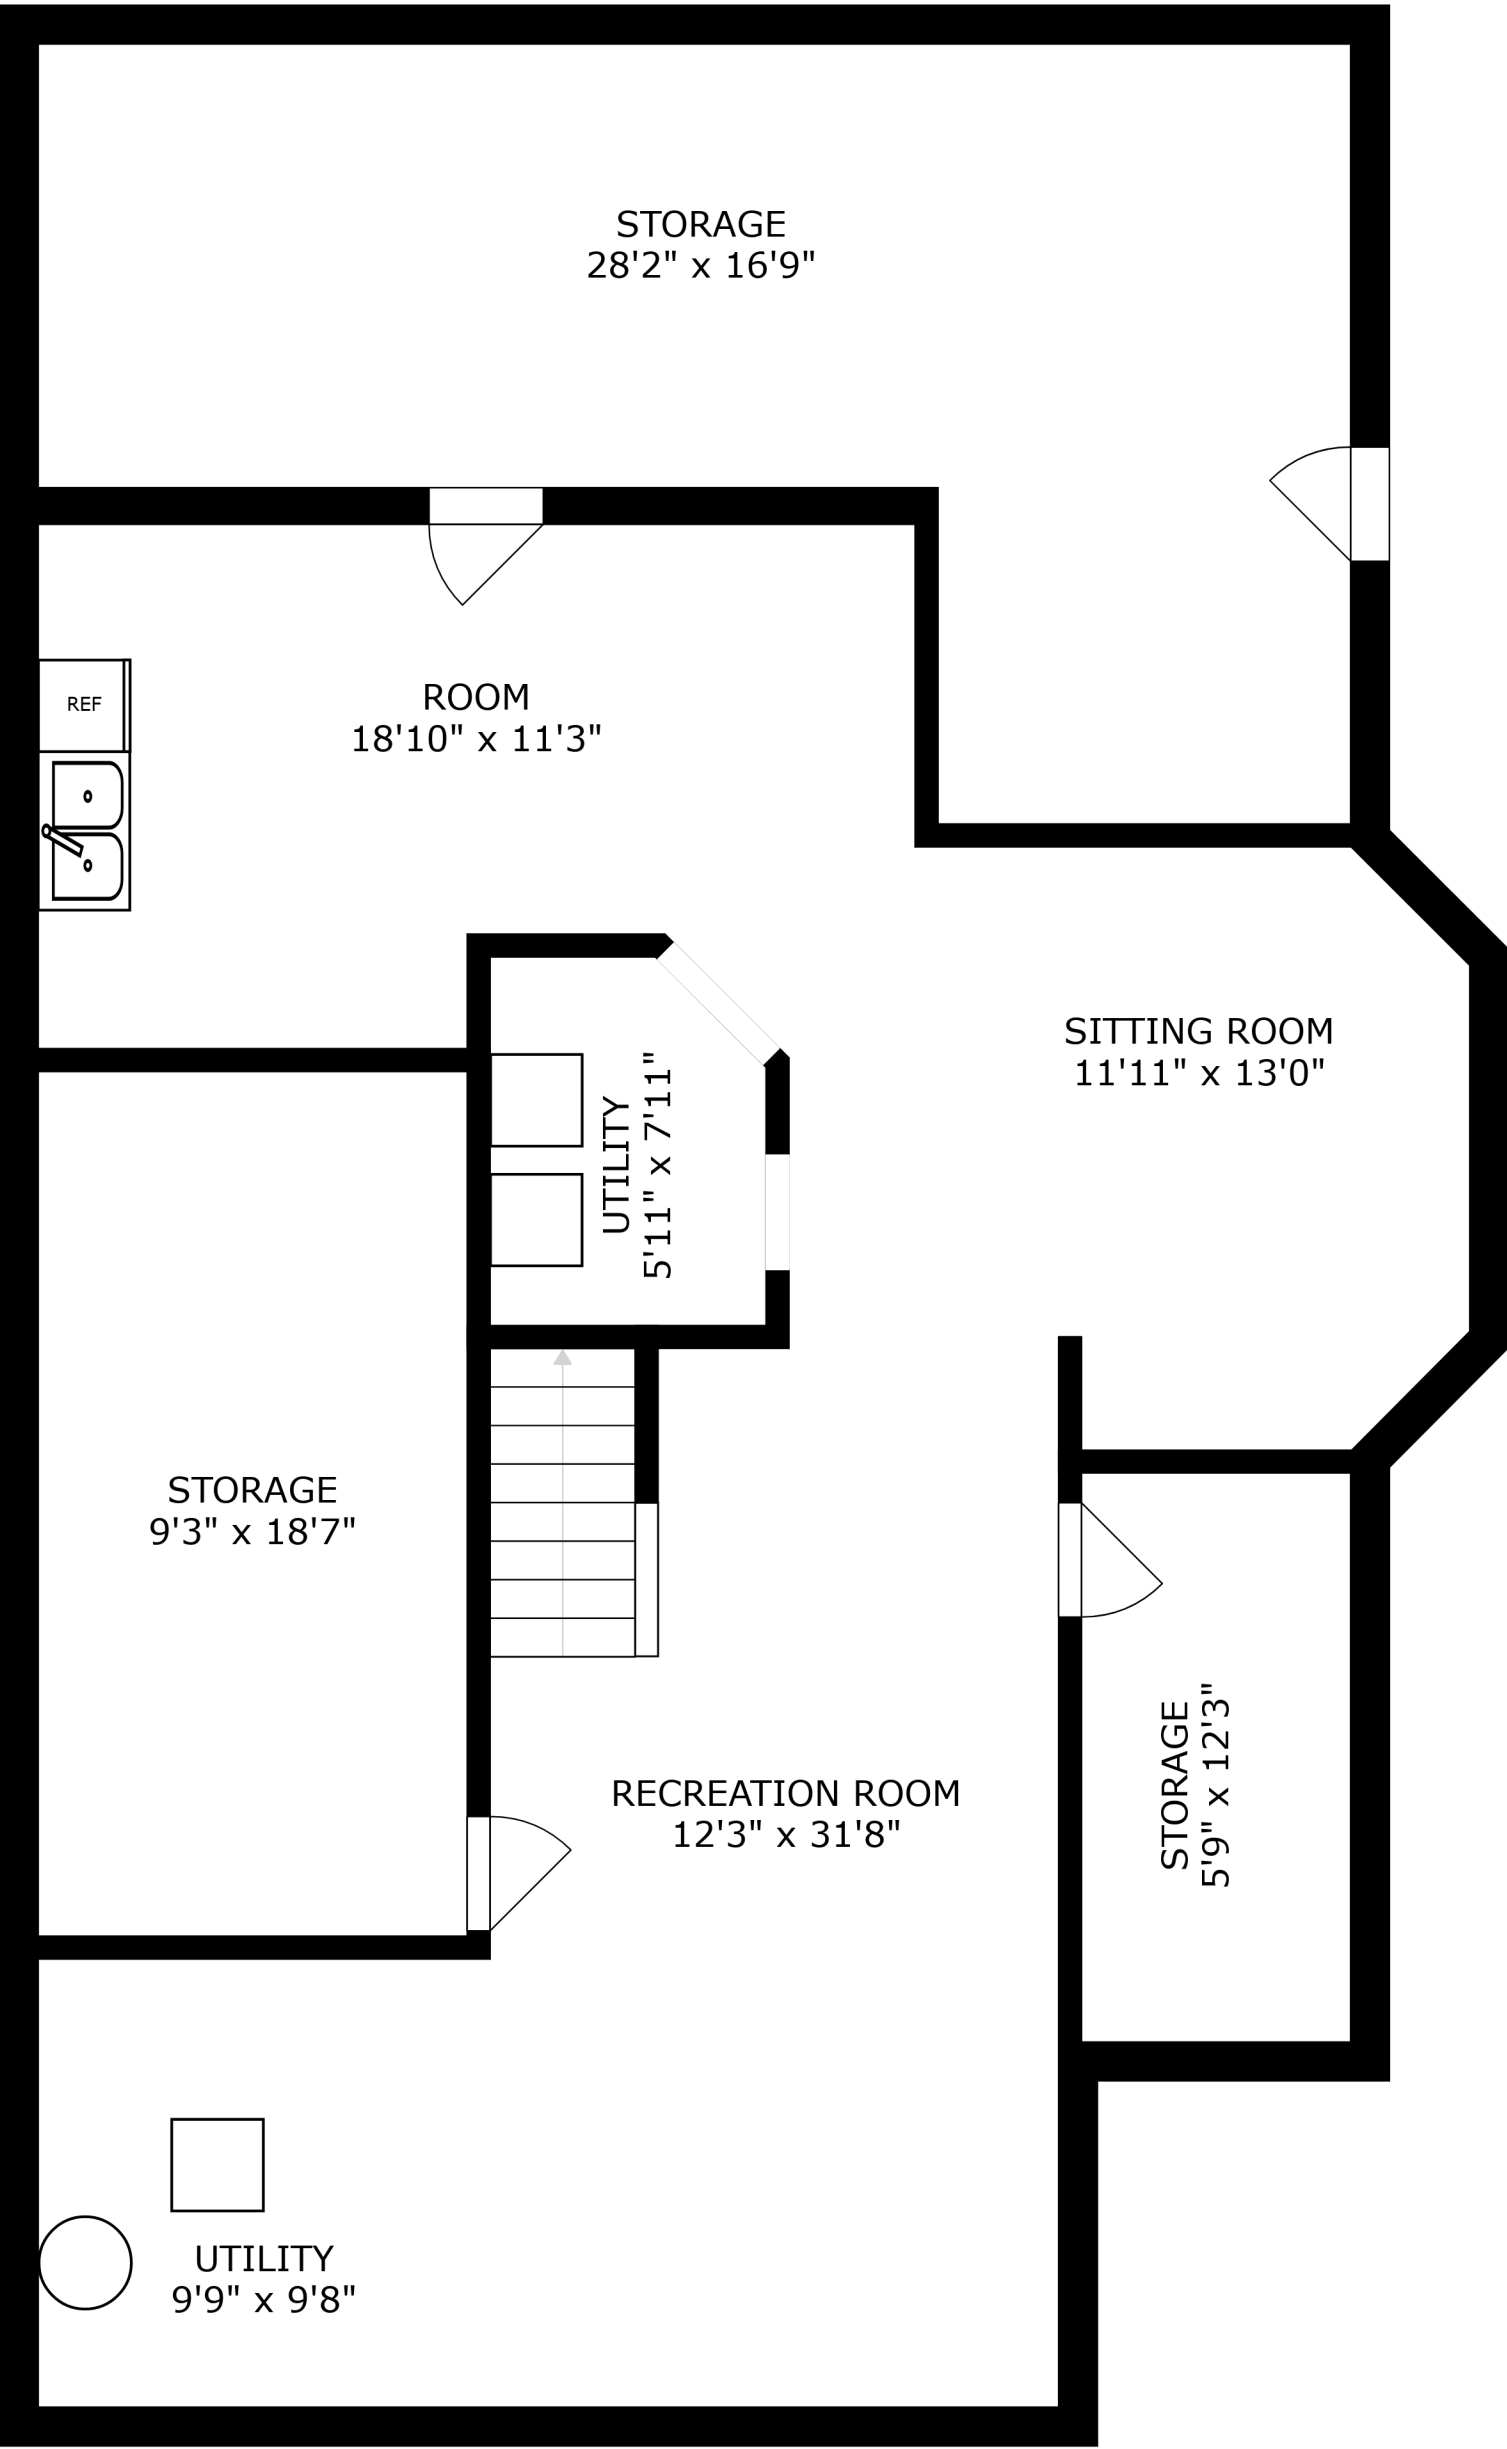 STORAGE
28'2" x 16'9"
REF
ROOM
18'10" x 11'3"
SITTING ROOM
11'11" x 13'0"
UTILITY
5'11" x 7'11"
STORAGE
9'3" x 18'7"
RECREATION ROOM
12'3" x 31'8"
STORAGE
5'9" x 12'3"
UTILITY
9'9" x 9'8"